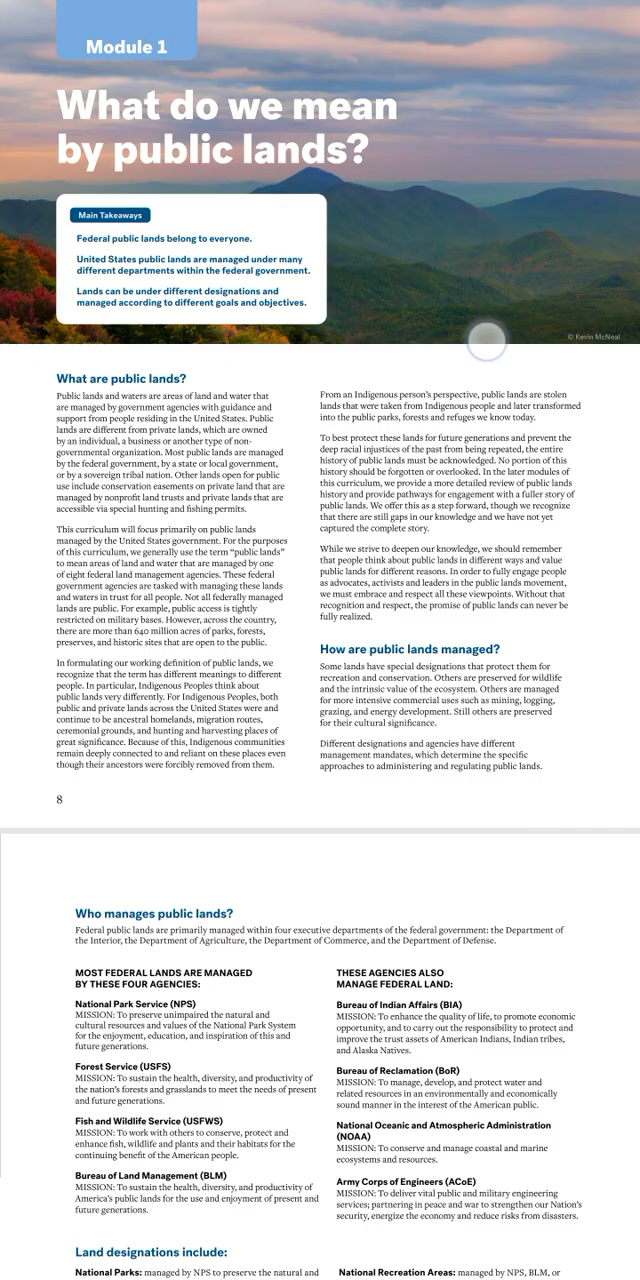 Module 1
What do we mean
by public lands?
Main Takeaways
Federal public lands belong to everyone.
United States public lands are managed under many
different departments within the federal government.
Lands can be under different designations and
managed according to different goals and objectives.
© Kevin McNeal
What are public lands?
Public lands and waters are areas of land and water that
are managed by government agencies with guidance and
support from people residing in the United States. Public
lands are different from private lands, which are owned
by an individual, a business or another type of non-
governmental organization. Most public lands are managed
by the federal government, by a state or local government,
or by a sovereign tribal nation. Other lands open for public
use include conservation easements on private land that are
managed by nonprofit land trusts and private lands that are
accessible via special hunting and fishing permits.
This curriculum will focus primarily on public lands
managed by the United States government. For the purposes
of this curriculum, we generally use the term “public lands”
to mean areas of land and water that are managed by one
of eight federal land management agencies. These federal
government agencies are tasked with managing these lands
and waters in trust for all people. Not all federally managed
lands are public. For example, public access is tightly
restricted on military bases. However, across the country,
there are more than 640 million acres of parks, forests,
preserves, and historic sites that are open to the public.
In formulating our working definition of public lands, we
recognize that the term has different meanings to different
people. In particular, Indigenous Peoples think about
public lands very differently. For Indigenous Peoples, both
public and private lands across the United States were and
continue to be ancestral homelands, migration routes,
ceremonial grounds, and hunting and harvesting places of
great significance. Because of this, Indigenous communities
remain deeply connected to and reliant on these places even
though their ancestors were forcibly removed from them.
From an Indigenous person’s perspective, public lands are stolen
lands that were taken from Indigenous people and later transformed
into the public parks, forests and refuges we know today.
To best protect these lands for future generations and prevent the
deep racial injustices of the past from being repeated, the entire
history of public lands must be acknowledged. No portion of this
history should be forgotten or overlooked. In the later modules of
this curriculum, we provide a more detailed review of public lands
history and provide pathways for engagement with a fuller story of
public lands. We offer this as a step forward, though we recognize
that there are still gaps in our knowledge and we have not yet
captured the complete story.
While we strive to deepen our knowledge, we should remember
that people think about public lands in different ways and value
public lands for different reasons. In order to fully engage people
as advocates, activists and leaders in the public lands movement,
we must embrace and respect all these viewpoints. Without that
recognition and respect, the promise of public lands can never be
fully realized.
How are public lands managed?
Some lands have special designations that protect them for
recreation and conservation. Others are preserved for wildlife
and the intrinsic value of the ecosystem. Others are managed
for more intensive commercial uses such as mining, logging,
grazing, and energy development. Still others are preserved
for their cultural significance.
Different designations and agencies have different
management mandates, which determine the specific
approaches to administering and regulating public lands.
8
Who manages public lands?
Federal public lands are primarily managed within four executive departments of the federal government: the Department of
the Interior, the Department of Agriculture, the Department of Commerce, and the Department of Defense.
MOST FEDERAL LANDS ARE MANAGED
BY THESE FOUR AGENCIES:
National Park Service (NPS)
MISSION: To preserve unimpaired the natural and
cultural resources and values of the National Park System
for the enjoyment, education, and inspiration of this and
future generations.
Forest Service (USFS)
MISSION: To sustain the health, diversity, and productivity of
the nation’s forests and grasslands to meet the needs of present
and future generations.
Fish and Wildlife Service (USFWS)
MISSION: To work with others to conserve, protect and
enhance fish, wildlife and plants and their habitats for the
continuing benefit of the American people.
Bureau of Land Management (BLM)
MISSION: To sustain the health, diversity, and productivity of
America’s public lands for the use and enjoyment of present and
future generations.
THESE AGENCIES ALSO
MANAGE FEDERAL LAND:
Bureau of Indian Affairs (BIA)
MISSION: To enhance the quality of life, to promote economic
opportunity, and to carry out the responsibility to protect and
improve the trust assets of American Indians, Indian tribes,
and Alaska Natives.
Bureau of Reclamation (BoR)
MISSION: To manage, develop, and protect water and
related resources in an environmentally and economically
sound manner in the interest of the American public.
National Oceanic and Atmospheric Administration
(NOAA)
MISSION: To conserve and manage coastal and marine
ecosystems and resources.
Army Corps of Engineers (ACoE)
MISSION: To deliver vital public and military engineering
services; partnering in peace and war to strengthen our Nation’s
security, energize the economy and reduce risks from disasters.
Land designations include:
National Parks: managed by NPS to preserve the natural and
National Recreation Areas: managed by NPS, BLM, or